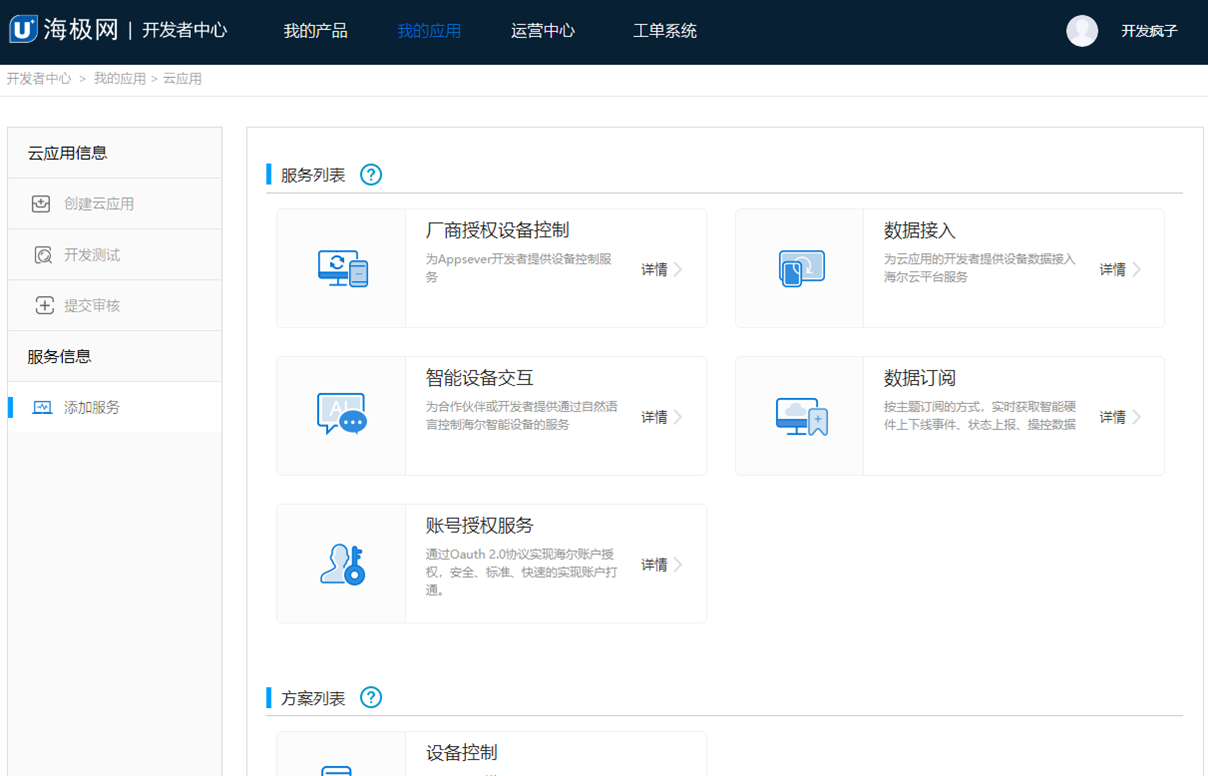 U+ 海极网 | 开发者中心 我的产品 我的应用 运营中心 工单系统 开发疯子
开发者中心 > 我的应用 > 云应用
云应用信息
创建云应用
开发测试
提交审核
服务信息
添加服务
服务列表 ?
厂商授权设备控制
为Appsever开发者提供设备控制服
务
详情
数据接入
为云应用的开发者提供设备数据接入
海尔云平台服务
详情
AI
智能设备交互
为合作伙伴或开发者提供通过自然语
言控制海尔智能设备的服务
详情
数据订阅
按主题订阅的方式，实时获取智能硬
件上下线事件、状态上报、操控数据
详情
账号授权服务
通过Oauth 2.0协议实现海尔账户授
权，安全、标准、快速的实现账户打
通。
详情
方案列表 ?
设备控制